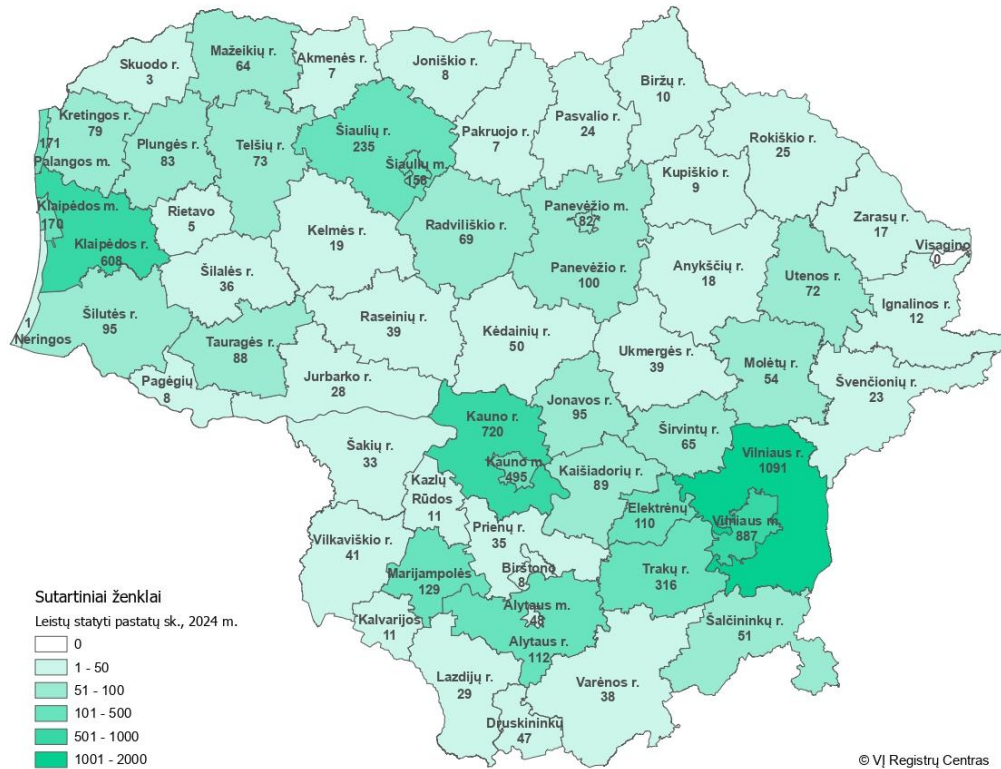 Skuodo r.
3
Mažeikių r.
64
Akmenės r.
7
Joniškio r.
8
Biržų r.
10
Kretingos r.
79
171
Palangos m.
Plungės r.
83
Telšių r.
73
Šiaulių r.
235
Šiaulių m.
158
Pakruojo r.
7
Pasvalio r.
24
Rokiškio r.
25
Kupiškio r.
9
Klaipėdos m.
170
Klaipėdos r.
608
Rietavo
5
Kelmės r.
19
Radviliškio r.
69
Panevėžio m.
82
Panevėžio r.
100
Zarasų r.
17
Visagino
0
Šilalės r.
36
Anykščių r.
18
Utenos r.
72
Ignalinos r.
12
1
Neringos
Šilutės r.
95
Tauragės r.
88
Raseinių r.
39
Kėdainių r.
50
Ukmergės r.
39
Molėtų r.
54
Švenčionių r.
23
Pagėgių
8
Jurbarko r.
28
Kauno r.
720
Jonavos r.
95
Širvintų r.
65
Šakių r.
33
Kauno m.
495
Kaišiadorių r.
89
Vilniaus r.
1091
Kazlų
Rūdos
11
Elektrėnų
110
Vilniaus m.
887
Vilkaviškio r.
41
Prienų r.
35
Birštono
8
Trakų r.
316
Marijampolės
129
Alytaus m.
48
Alytaus r.
112
Šalčininkų r.
51
Kalvarijos
11
Lazdijų r.
29
Varėnos r.
38
Druskininkų
47
Sutartiniai ženklai
Leistų statyti pastatų sk., 2024 m.
0
1 - 50
51 - 100
101 - 500
501 - 1000
1001 - 2000
© VĮ Registrų Centras